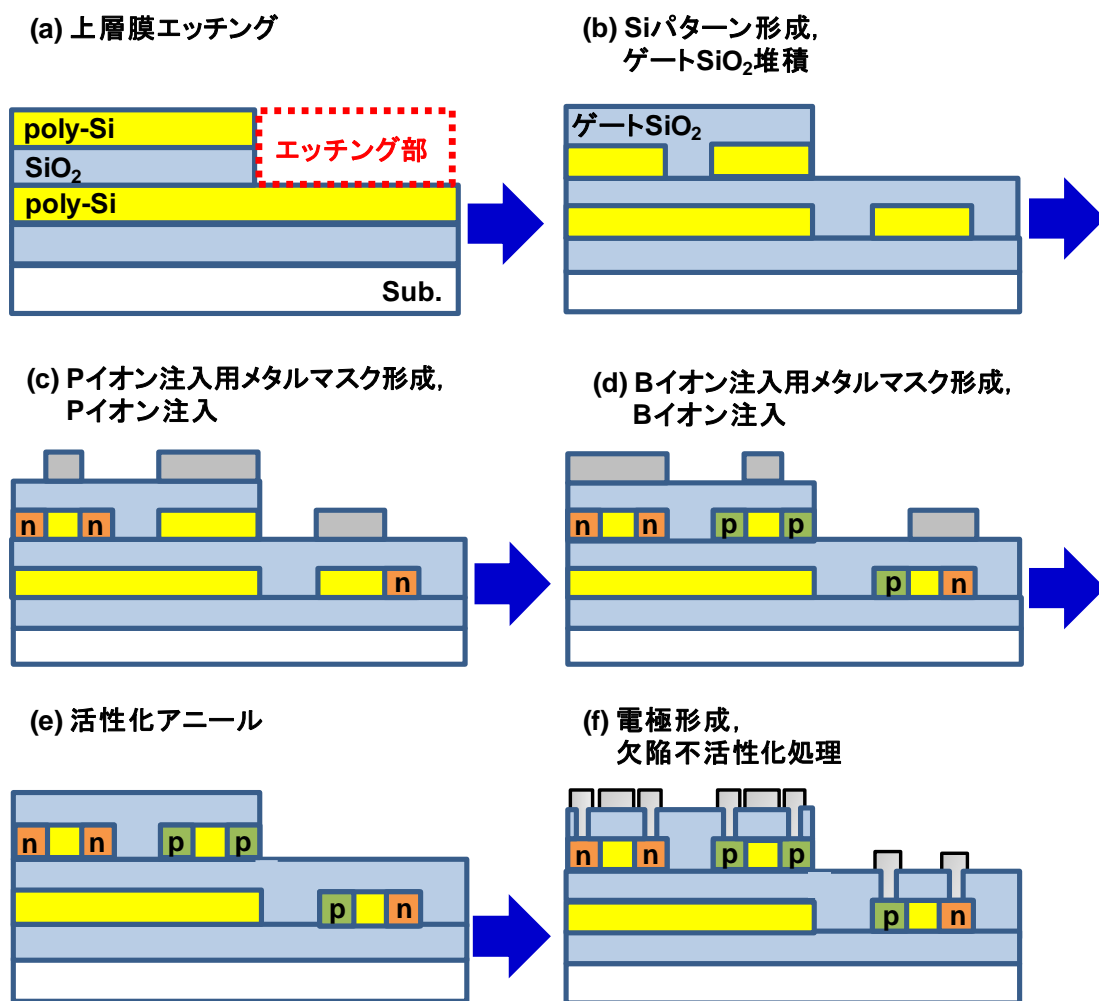 (a) 上層膜エッチング
poly-Si
SiO2
poly-Si
エッチング部
Sub.
(b) Siパターン形成,
ゲートSiO2堆積
ゲートSiO2
(c) Pイオン注入用メタルマスク形成,
Pイオン注入
n n
n
(d) Bイオン注入用メタルマスク形成,
Bイオン注入
n n p p
p n
(e) 活性化アニール
n n p p
p n
(f) 電極形成,
欠陥不活性化処理
n n p p
p n